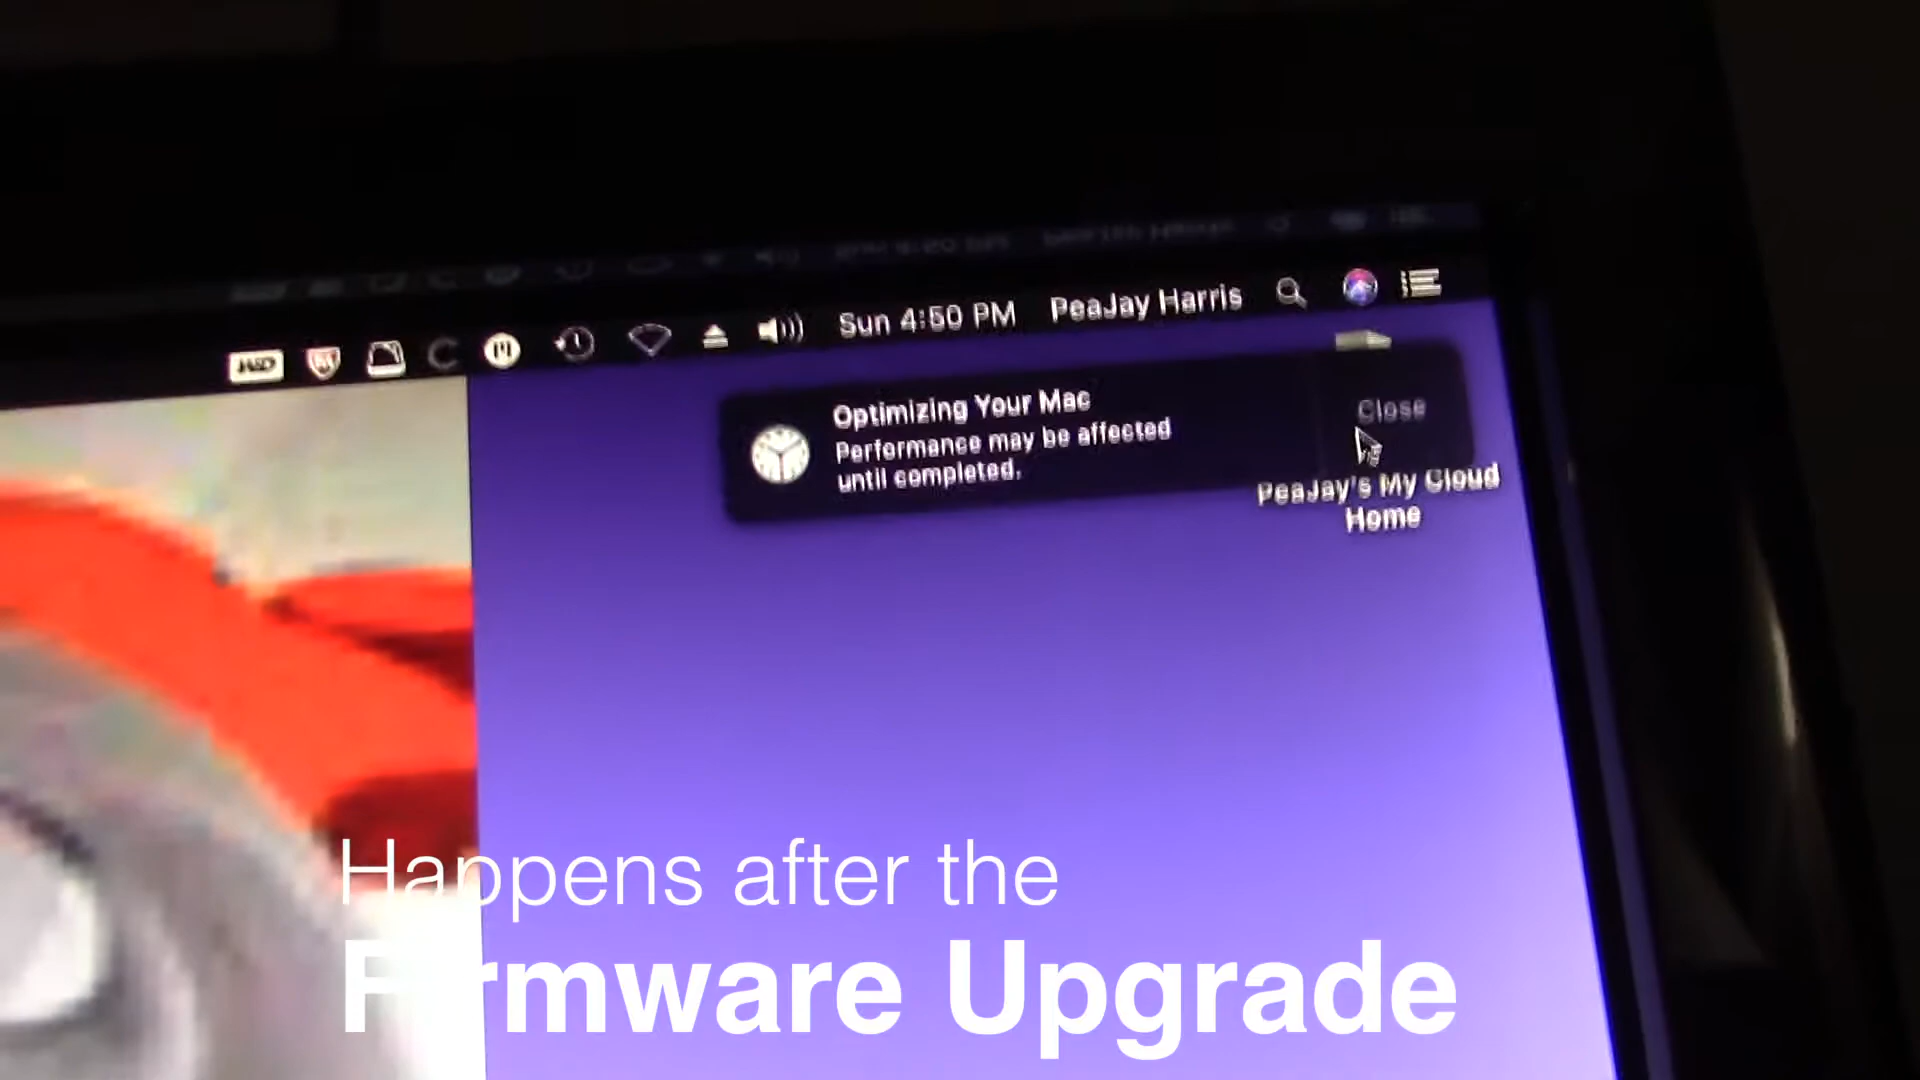 Sun 4:50 PM PeaJay Harris
Optimizing Your Mac
Performance may be affected
until completed.
Close
PeaJay's My Cloud
Home
Happens after the
Firmware Upgrade